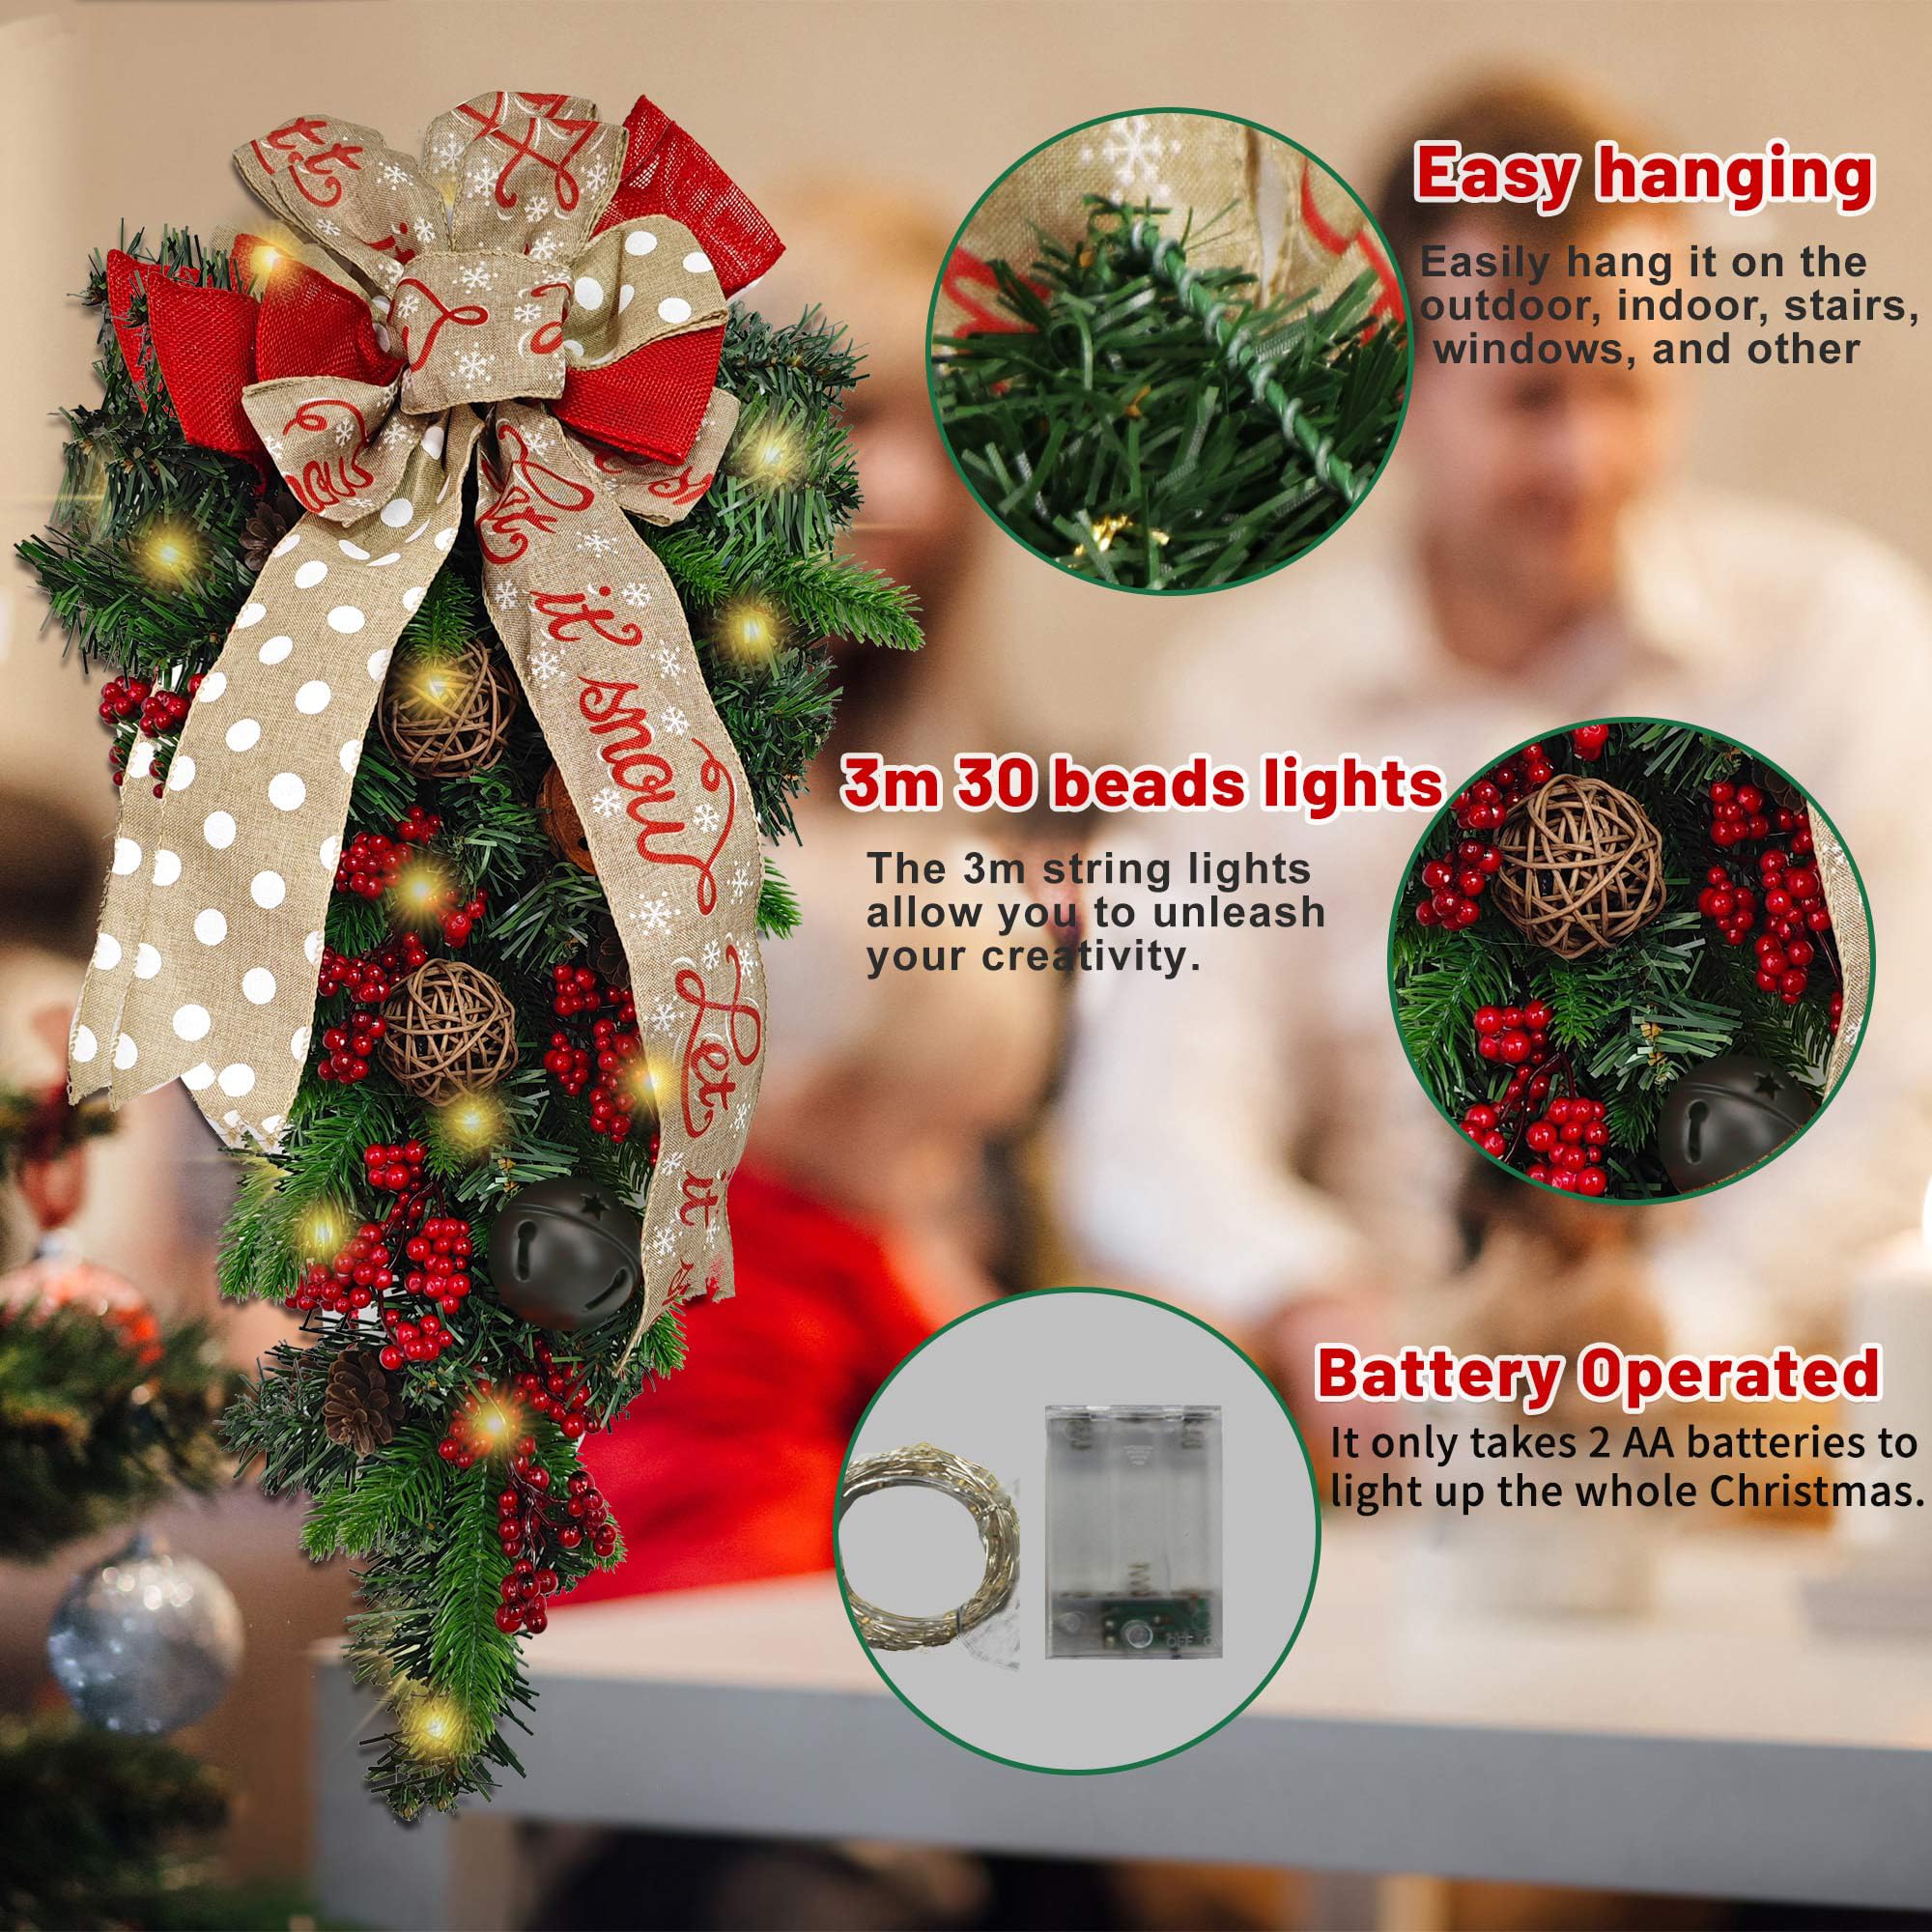 Easy hanging
Easily hang it on the
outdoor, indoor, stairs,
windows, and other
3m 30 beads lights
The 3m string lights
allow you to unleash
your creativity.
Battery Operated
It only takes 2 AA batteries to
light up the whole Christmas.
Let it snow
Let it
OFF